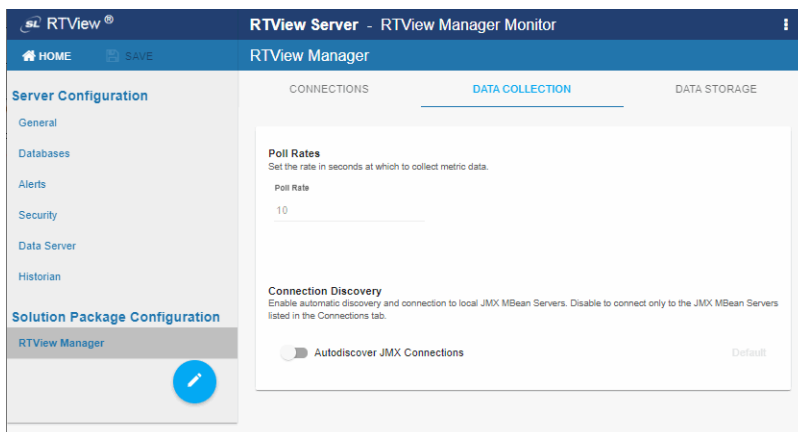 SL RTView ®
RTView Server - RTView Manager Monitor
HOME
SAVE
RTView Manager
Server Configuration
General
Databases
Alerts
Security
Data Server
Historian
Solution Package Configuration
RTView Manager
CONNECTIONS
DATA COLLECTION
DATA STORAGE
Poll Rates
Set the rate in seconds at which to collect metric data.
Poll Rate
10
Connection Discovery
Enable automatic discovery and connection to local JMX MBean Servers. Disable to connect only to the JMX MBean Servers
listed in the Connections tab.
Autodiscover JMX Connections
Default